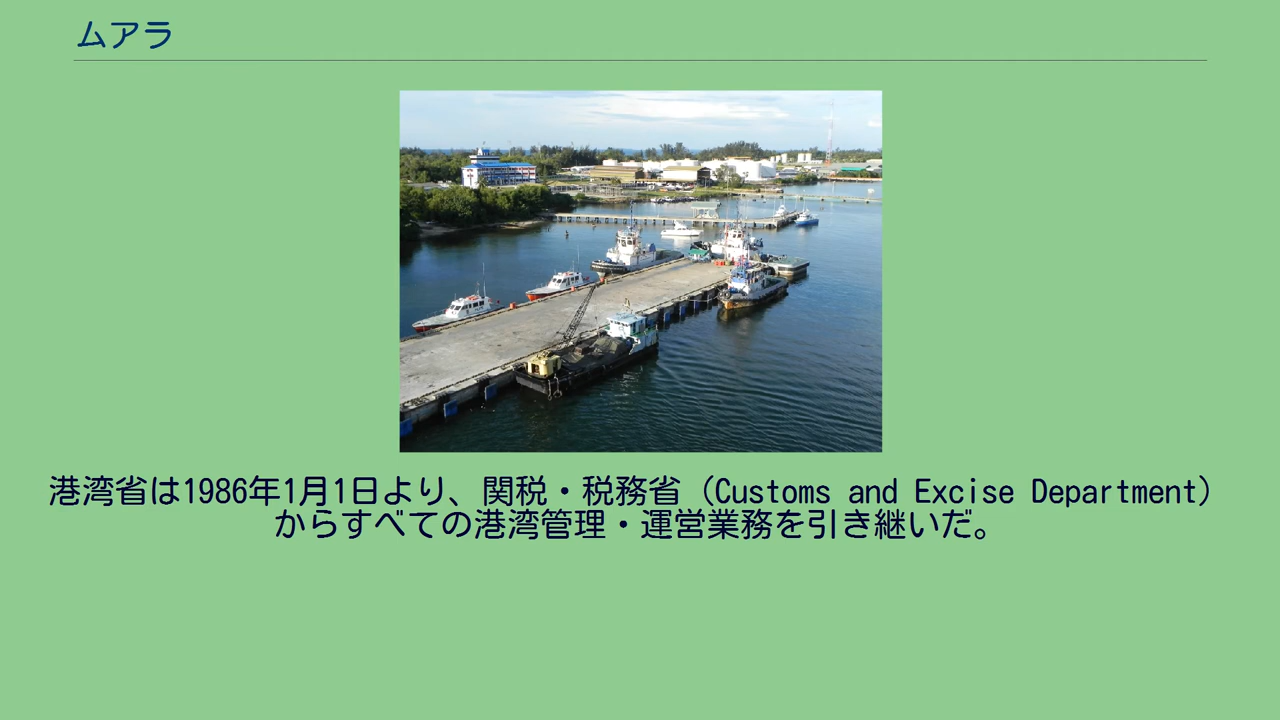 ムアラ
港湾省は1986年1月1日より、関税・税務省（Customs and Excise Department）
からすべての港湾管理・運営業務を引き継いだ。